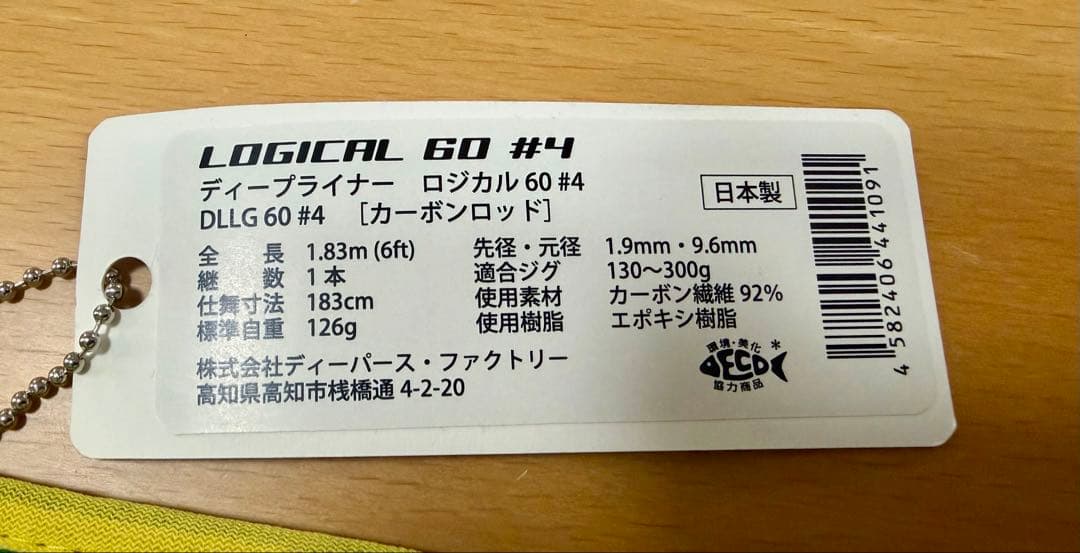 LOGICAL 60 #4
ディープライナー ロジカル 60 #4
DLLG 60 #4 [カーボンロッド]
日本製
全長 1.83m (6ft)
継数 1本
仕舞寸法 183cm
標準自重 126g
先径・元径 1.9mm・9.6mm
適合ジグ 130〜300g
使用素材 カーボン繊維 92%
使用樹脂 エポキシ樹脂
株式会社ディーパース・ファクトリー
高知県高知市桟橋通 4-2-20
環境・美化
ECO
協力商品
4 582406 441091